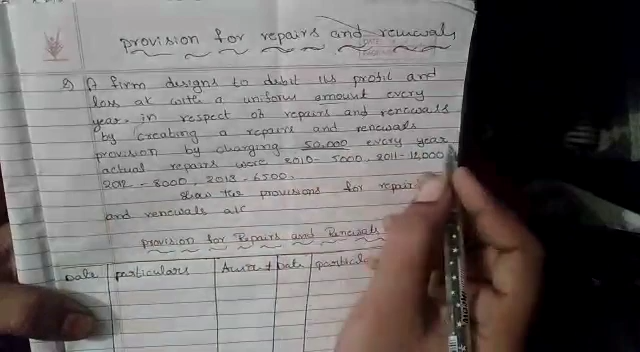 provision for repairs and renewals
A firm designs to debit its profit and
loss a/c with a uniform amount every
year. in respect of repairs and renewals
by creating a repairs and renewals
provision by charging 50,000 every year
actual repairs were 2010- 5000, 2011-12,000
2012 -8000, 2013-6500.
Show the provisions for repair
and renewals a/c
provision for Repairs and Renewals
Date particulars Amount Date particul